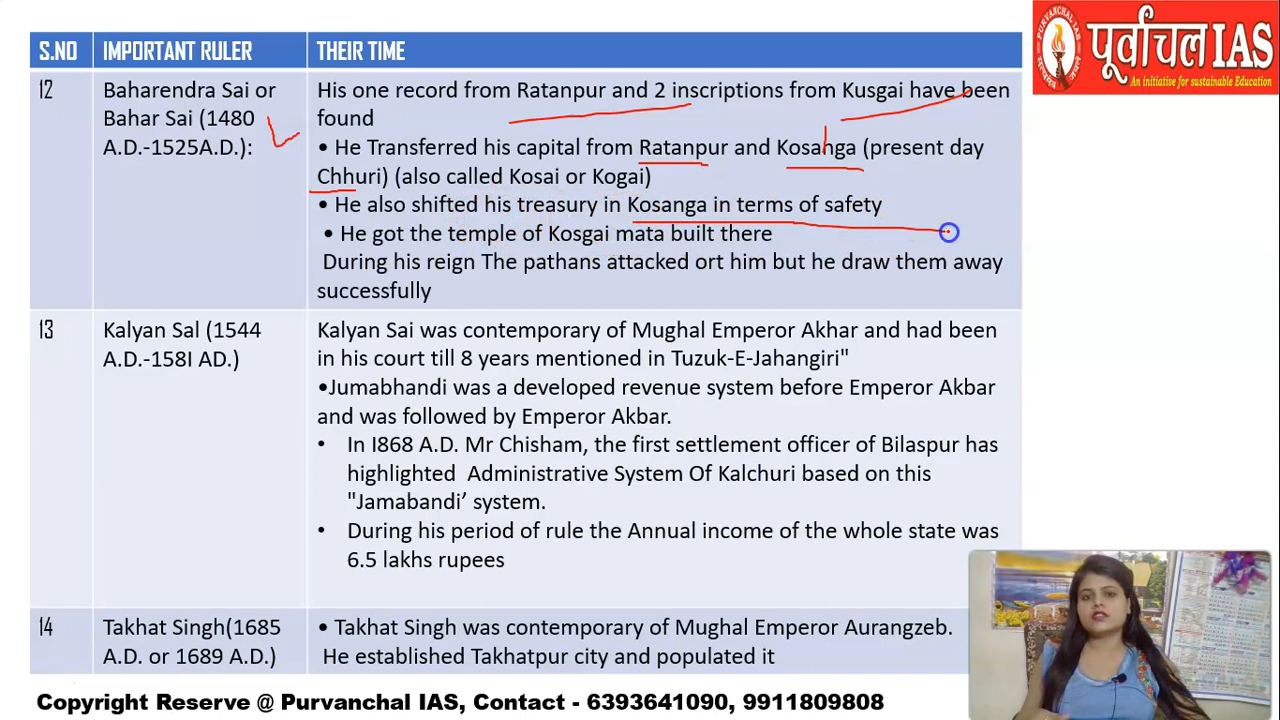 S.NO IMPORTANT RULER THEIR TIME
12 Baharendra Sai or Bahar Sai (1480 A.D.-1525A.D.):
His one record from Ratanpur and 2 inscriptions from Kusgai have been
found
• He Transferred his capital from Ratanpur and Kosanga (present day
Chhuri) (also called Kosai or Kogai)
• He also shifted his treasury in Kosanga in terms of safety
• He got the temple of Kosgai mata built there
During his reign The pathans attacked ort him but he draw them away
successfully
13 Kalyan Sal (1544 A.D.-158I AD.)
Kalyan Sai was contemporary of Mughal Emperor Akhar and had been
in his court till 8 years mentioned in Tuzuk-E-Jahangiri"
•Jumabhandi was a developed revenue system before Emperor Akbar
and was followed by Emperor Akbar.
• In I868 A.D. Mr Chisham, the first settlement officer of Bilaspur has
highlighted Administrative System Of Kalchuri based on this
"Jamabandi’ system.
• During his period of rule the Annual income of the whole state was
6.5 lakhs rupees
14 Takhat Singh(1685 A.D. or 1689 A.D.)
• Takhat Singh was contemporary of Mughal Emperor Aurangzeb.
He established Takhatpur city and populated it
PURVANCHAL IAS
पूर्वांचल IAS
An initiative for sustainable Education
Copyright Reserve @ Purvanchal IAS, Contact - 6393641090, 9911809808